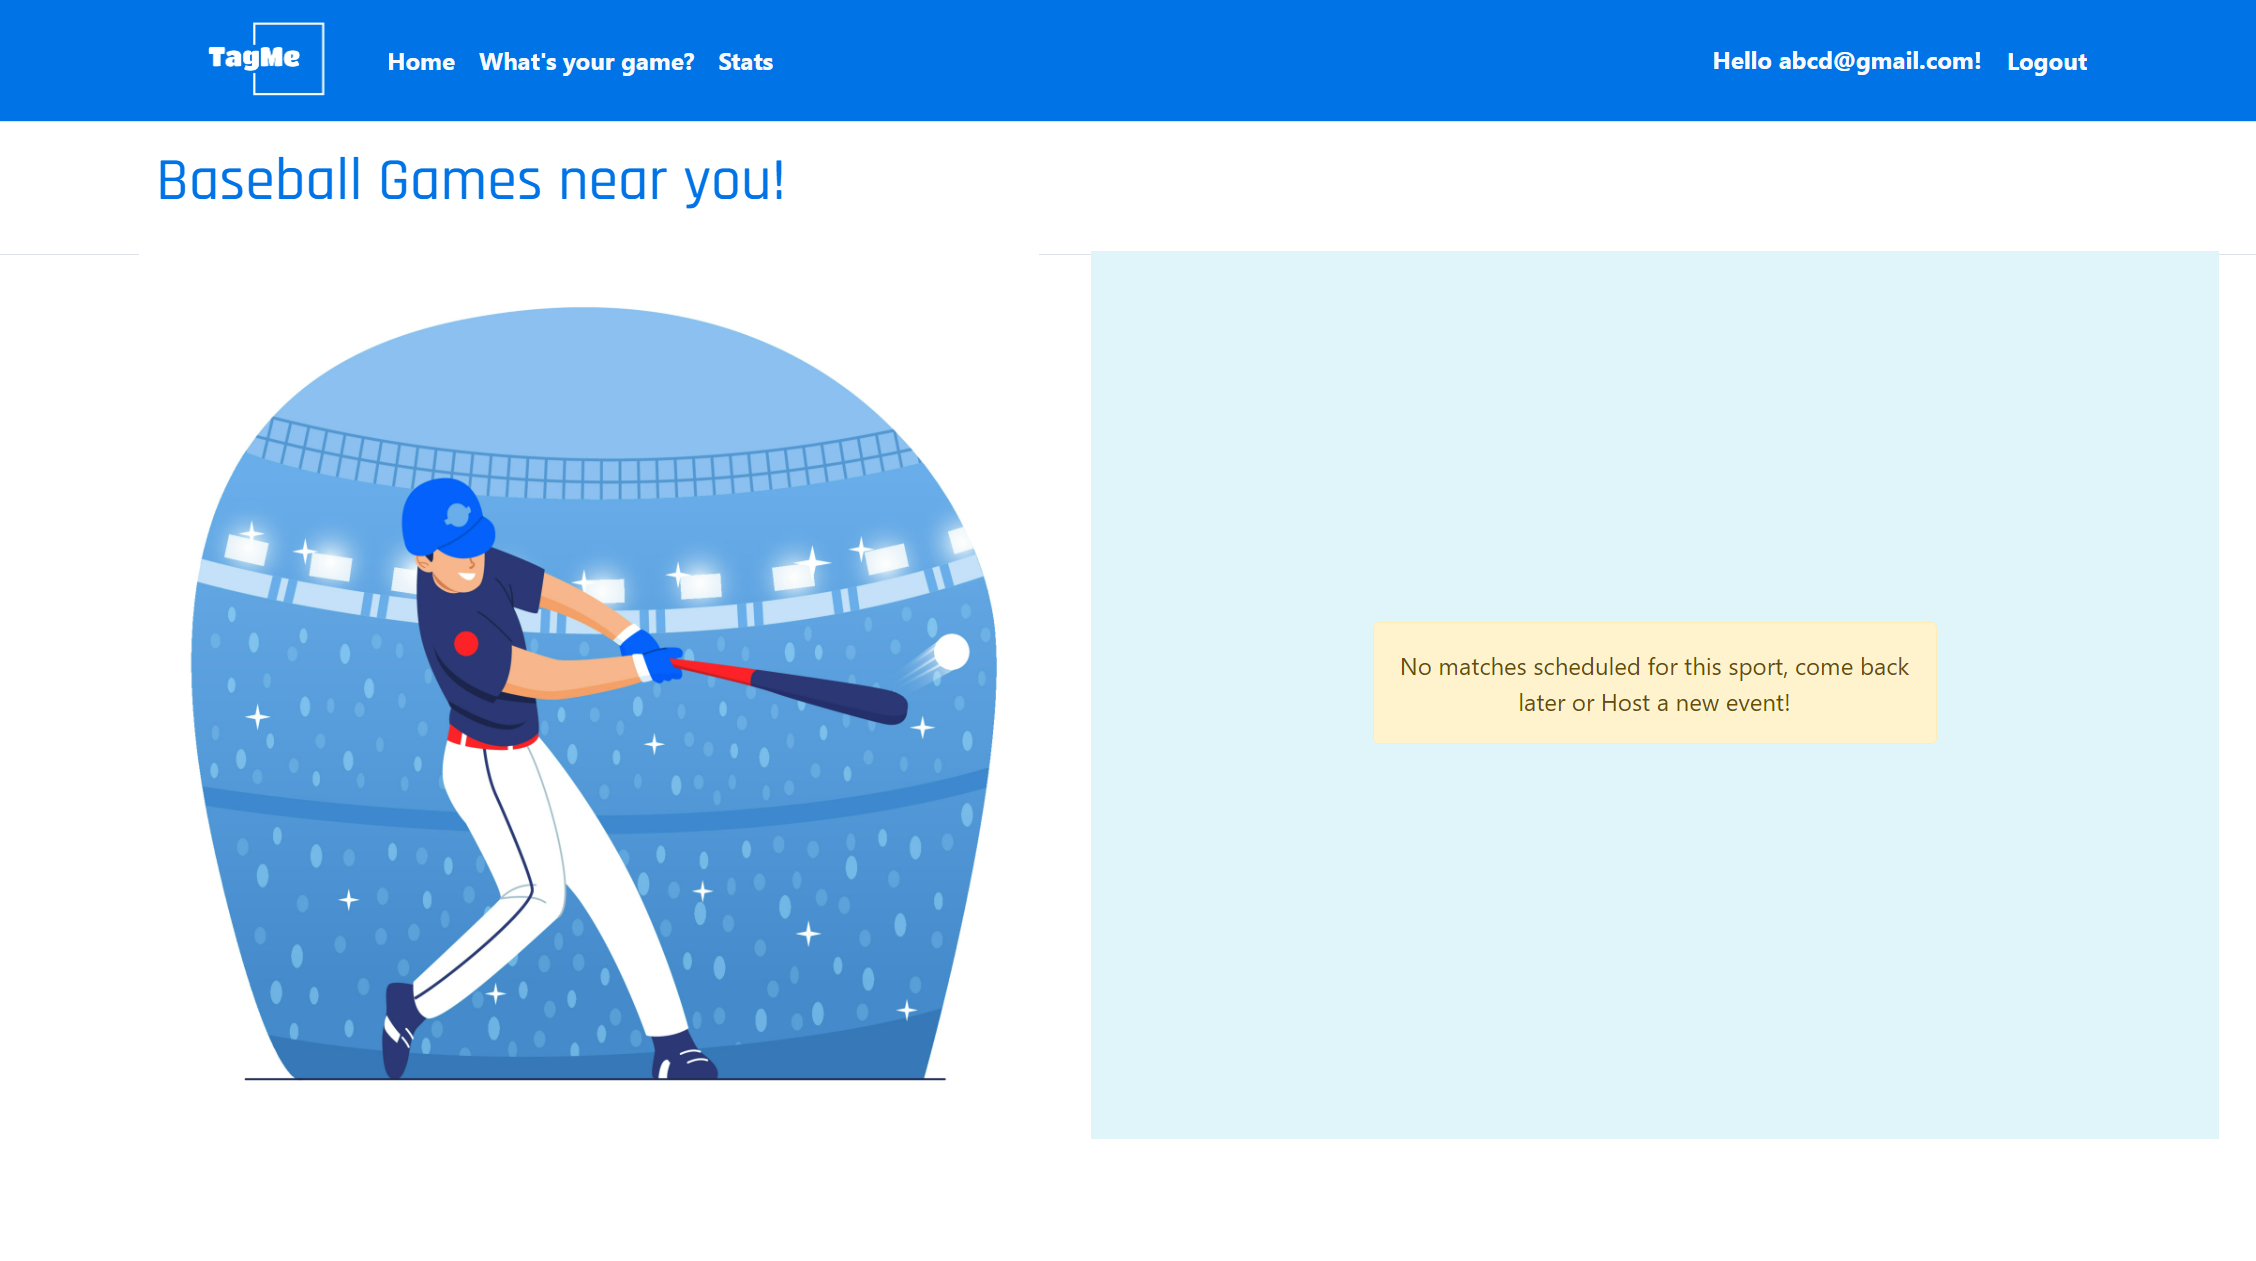 TagMe
Home What's your game? Stats
Hello abcd@gmail.com! Logout
Baseball Games near you!
No matches scheduled for this sport, come back
later or Host a new event!